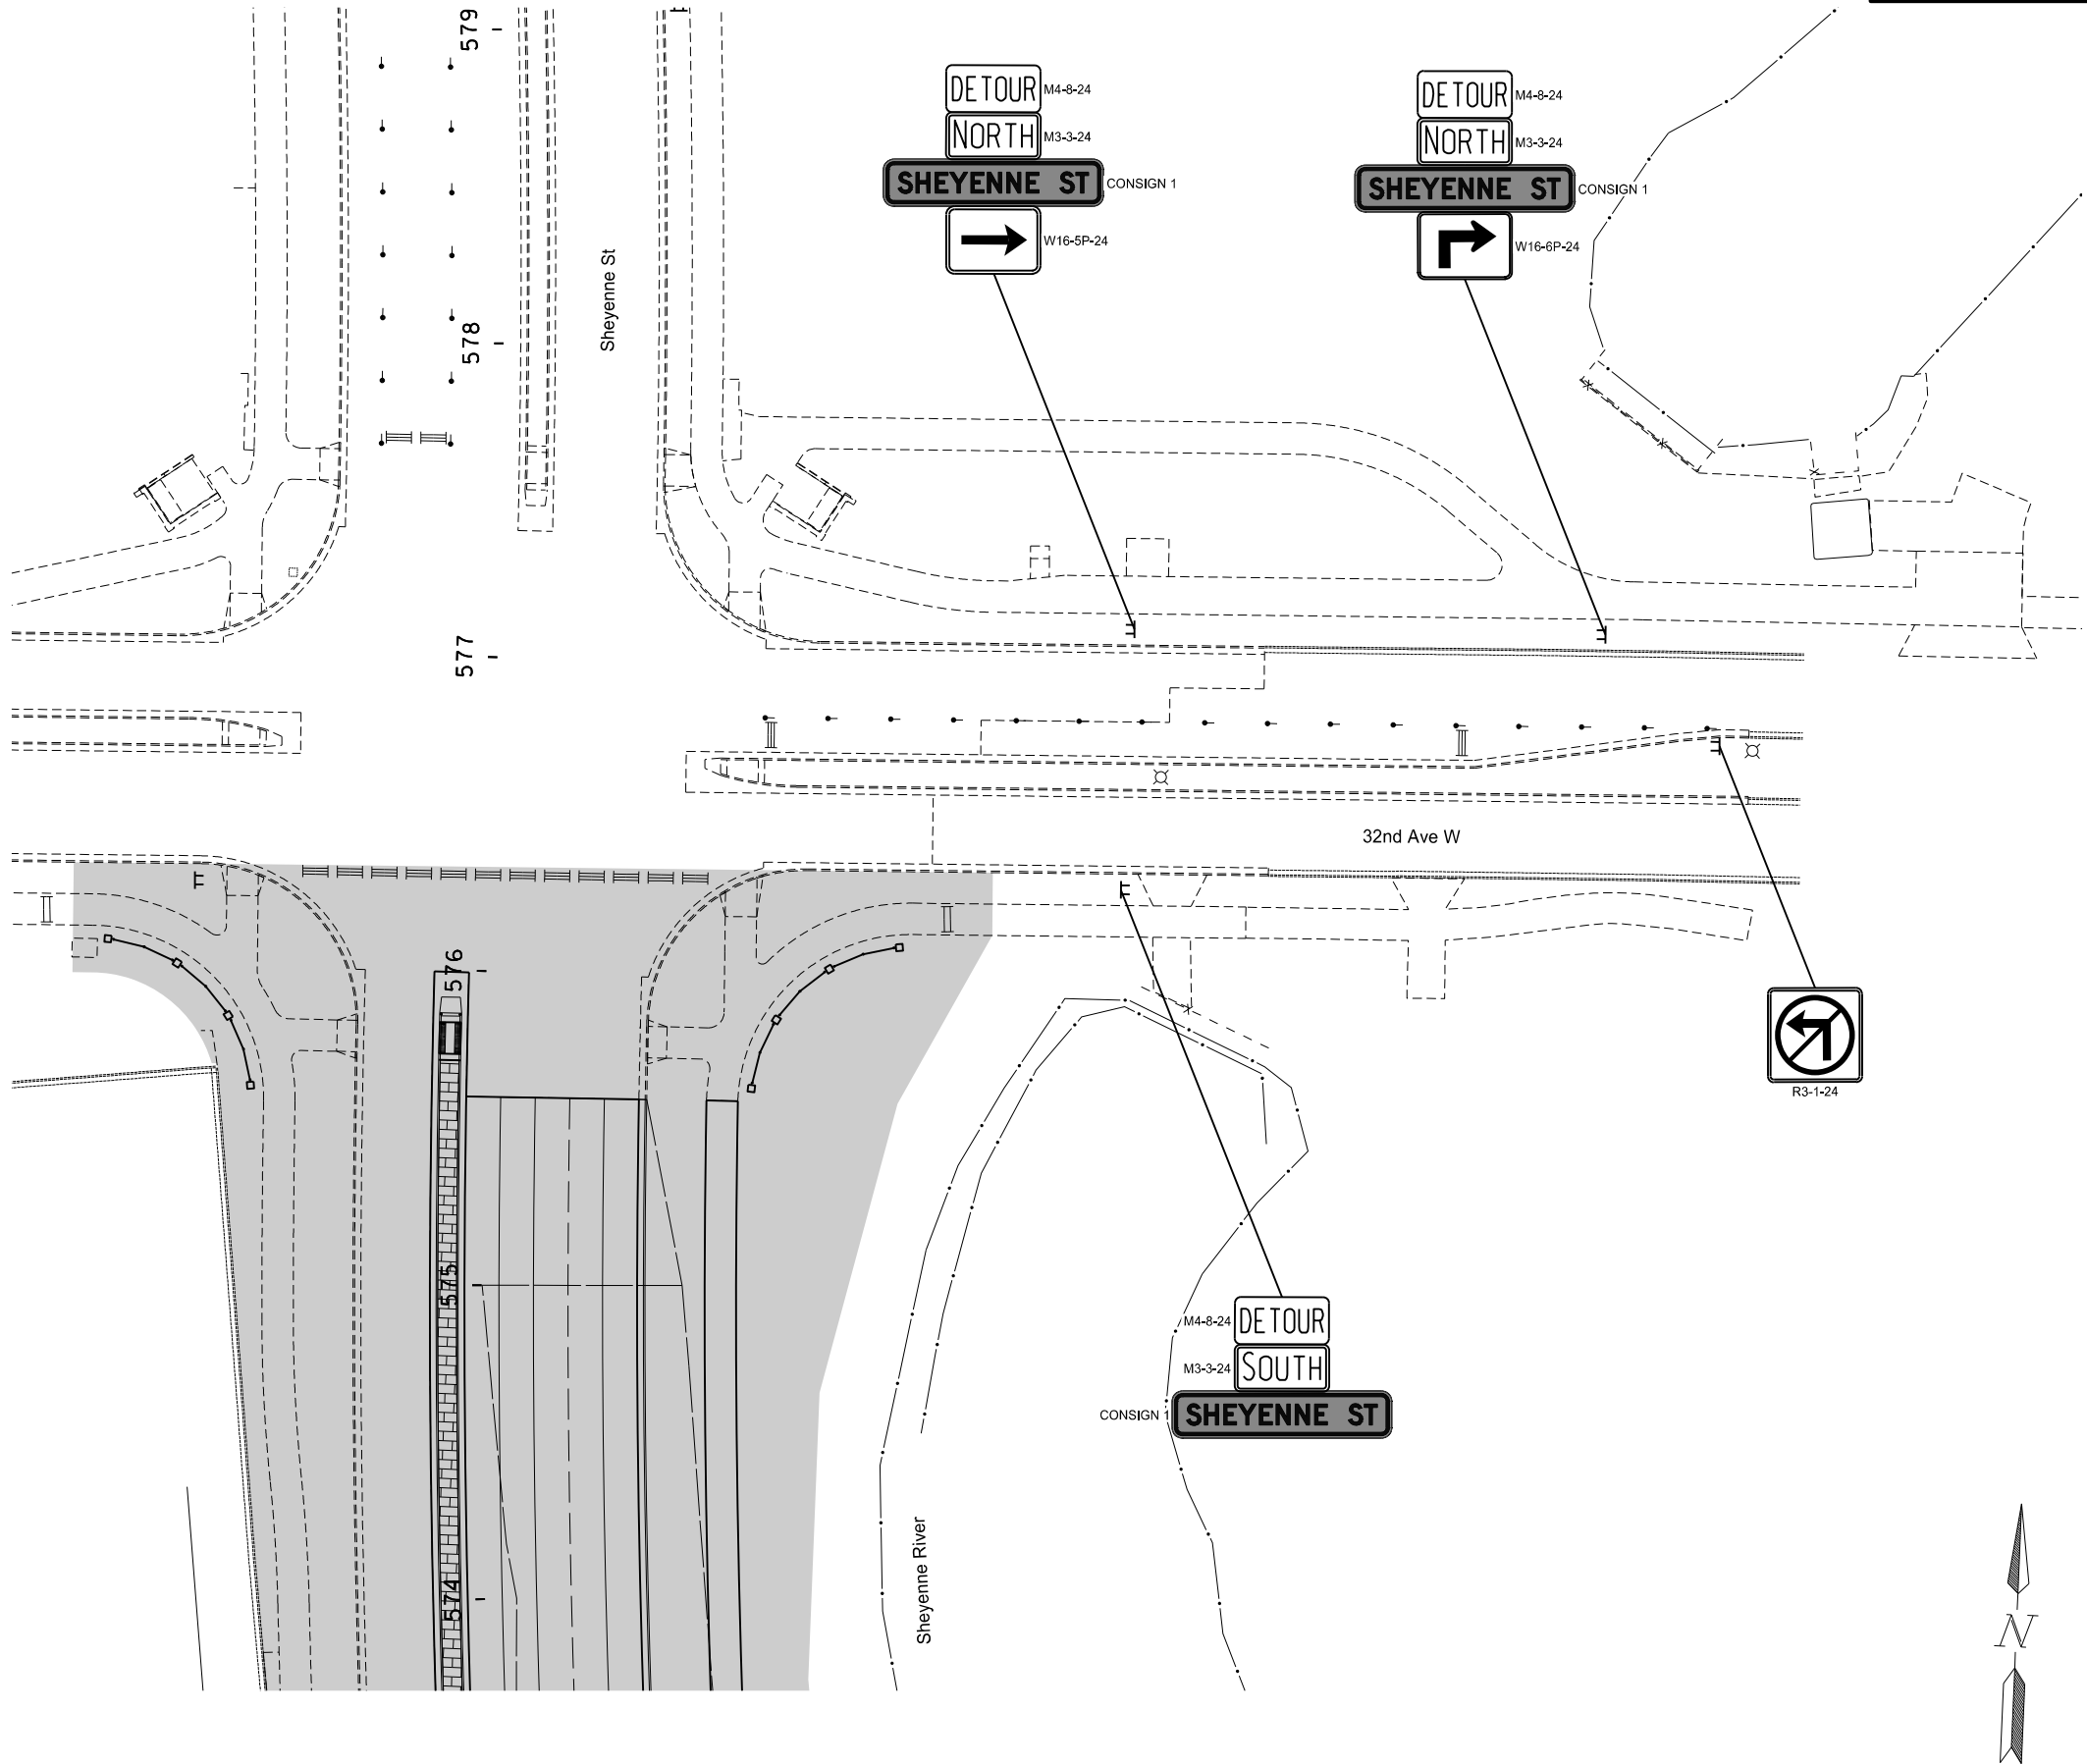 579
DETOUR M4-8-24
NORTH M3-3-24
SHEYENNE ST CONSIGN 1
W16-5P-24
DETOUR M4-8-24
NORTH M3-3-24
SHEYENNE ST CONSIGN 1
W16-6P-24
578
Sheyenne St
577
32nd Ave W
576
R3-1-24
575
M4-8-24 DETOUR
M3-3-24 SOUTH
CONSIGN 1 SHEYENNE ST
574
Sheyenne River
N